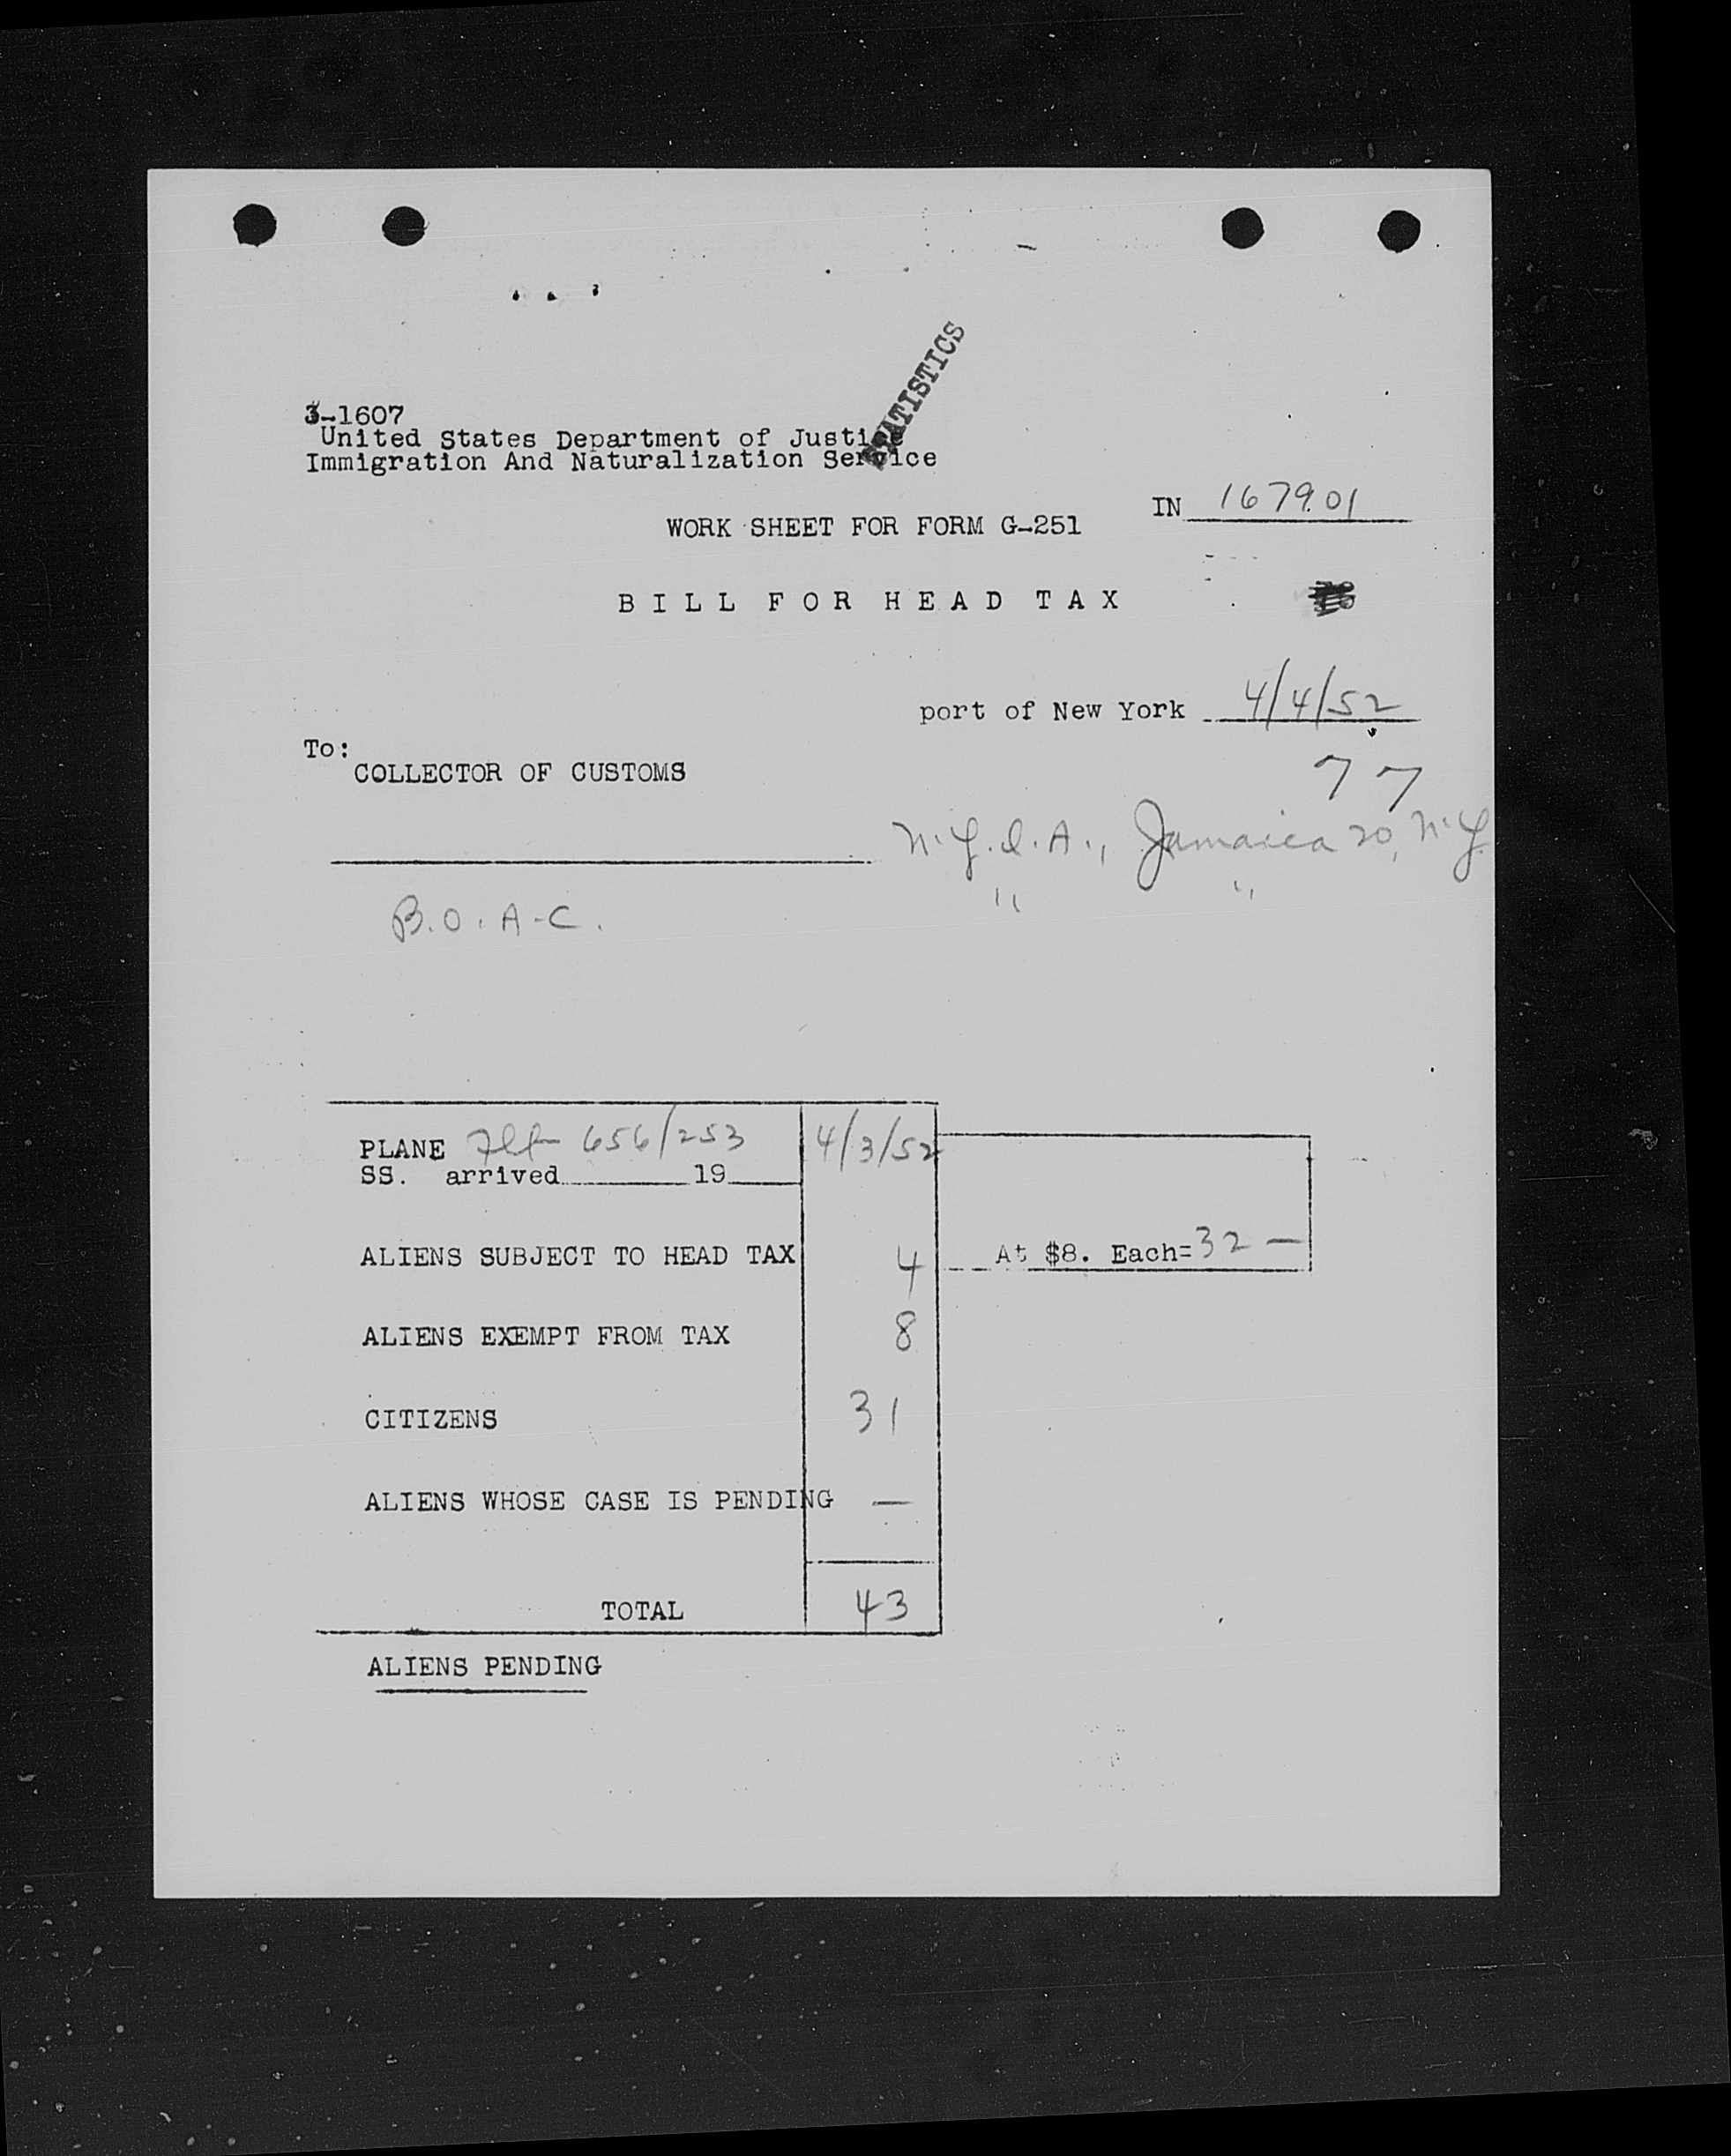 STATISTICS
3-1607
United States Department of Justice
Immigration And Naturalization Service
IN 1679.01
WORK SHEET FOR FORM G-251
BILL FOR HEAD TAX
port of New York 4/4/52
To:
COLLECTOR OF CUSTOMS
77
N.Y.I.A., Jamaica 20, N.Y.
" "
B.O.A.C.
PLANE 656/253 4/3/52
SS. arrived 19
ALIENS SUBJECT TO HEAD TAX 4 At $8. Each=32 —
ALIENS EXEMPT FROM TAX 8
CITIZENS 31
ALIENS WHOSE CASE IS PENDING —
TOTAL 43
ALIENS PENDING